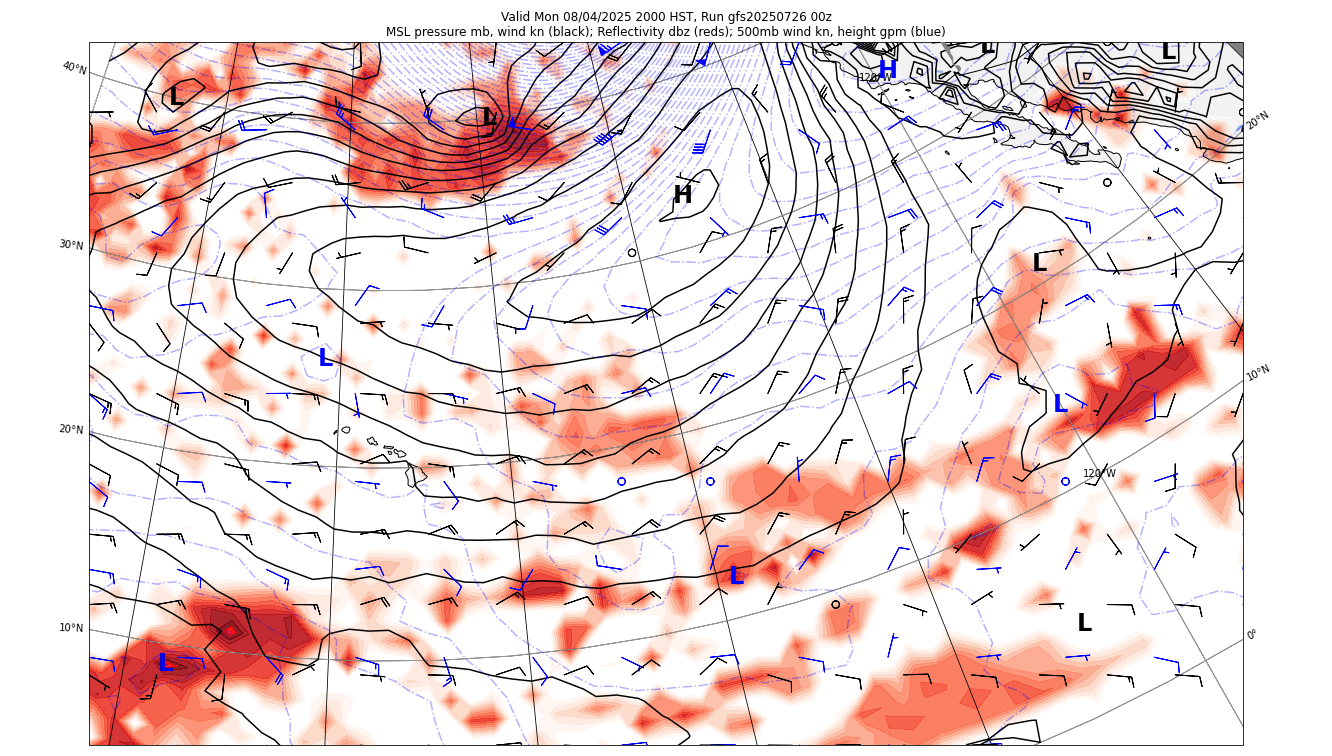 Valid Mon 08/04/2025 2000 HST, Run gfs20250726 00z
MSL pressure mb, wind kn (black); Reflectivity dbz (reds); 500mb wind kn, height gpm (blue)
L
L
40°N
H
120°W
L
L
20°N
H
30°N
L
L
10°N
L
20°N
120°W
L
10°N
L
0°
L